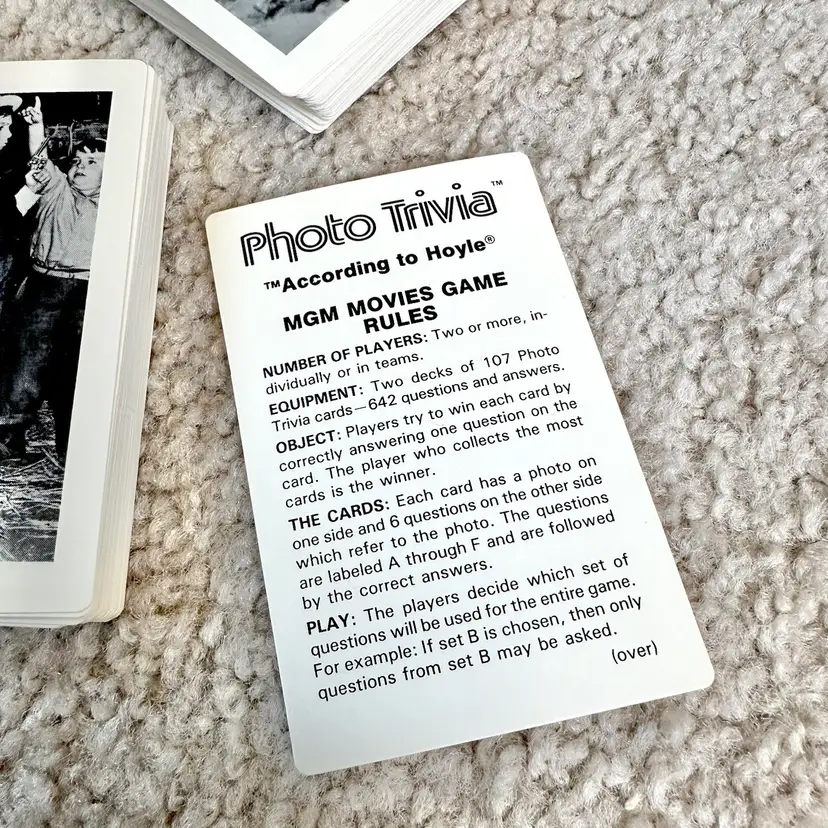 Photo Trivia™
™According to Hoyle®
MGM MOVIES GAME
RULES
NUMBER OF PLAYERS: Two or more, in-
dividually or in teams.
EQUIPMENT: Two decks of 107 Photo
Trivia cards—642 questions and answers.
OBJECT: Players try to win each card by
correctly answering one question on the
card. The player who collects the most
cards is the winner.
THE CARDS: Each card has a photo on
one side and 6 questions on the other side
which refer to the photo. The questions
are labeled A through F and are followed
by the correct answers.
PLAY: The players decide which set of
questions will be used for the entire game.
For example: If set B is chosen, then only
questions from set B may be asked.
(over)